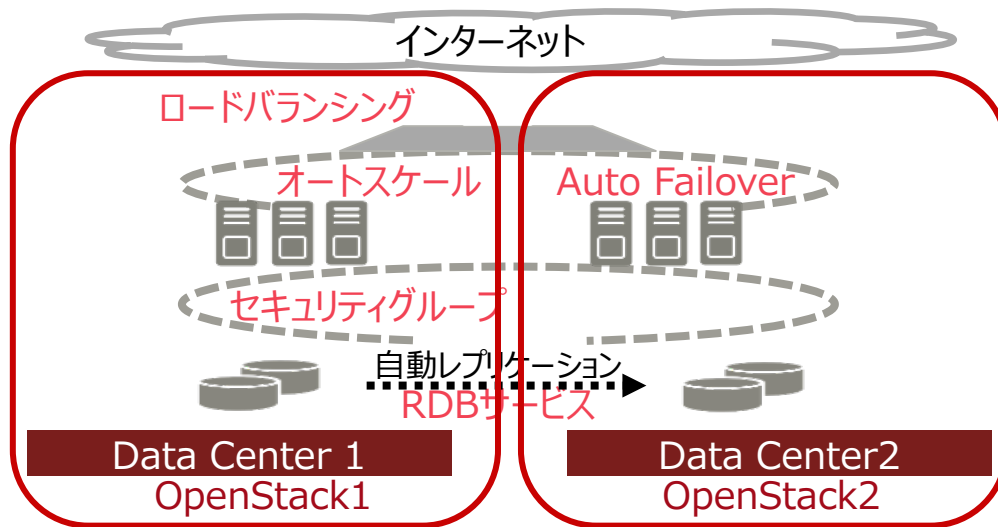 インターネット
ロードバランシング
オートスケール
Auto Failover
セキュリティグループ
自動レプリケーション
RDBサービス
Data Center 1
Data Center2
OpenStack1
OpenStack2